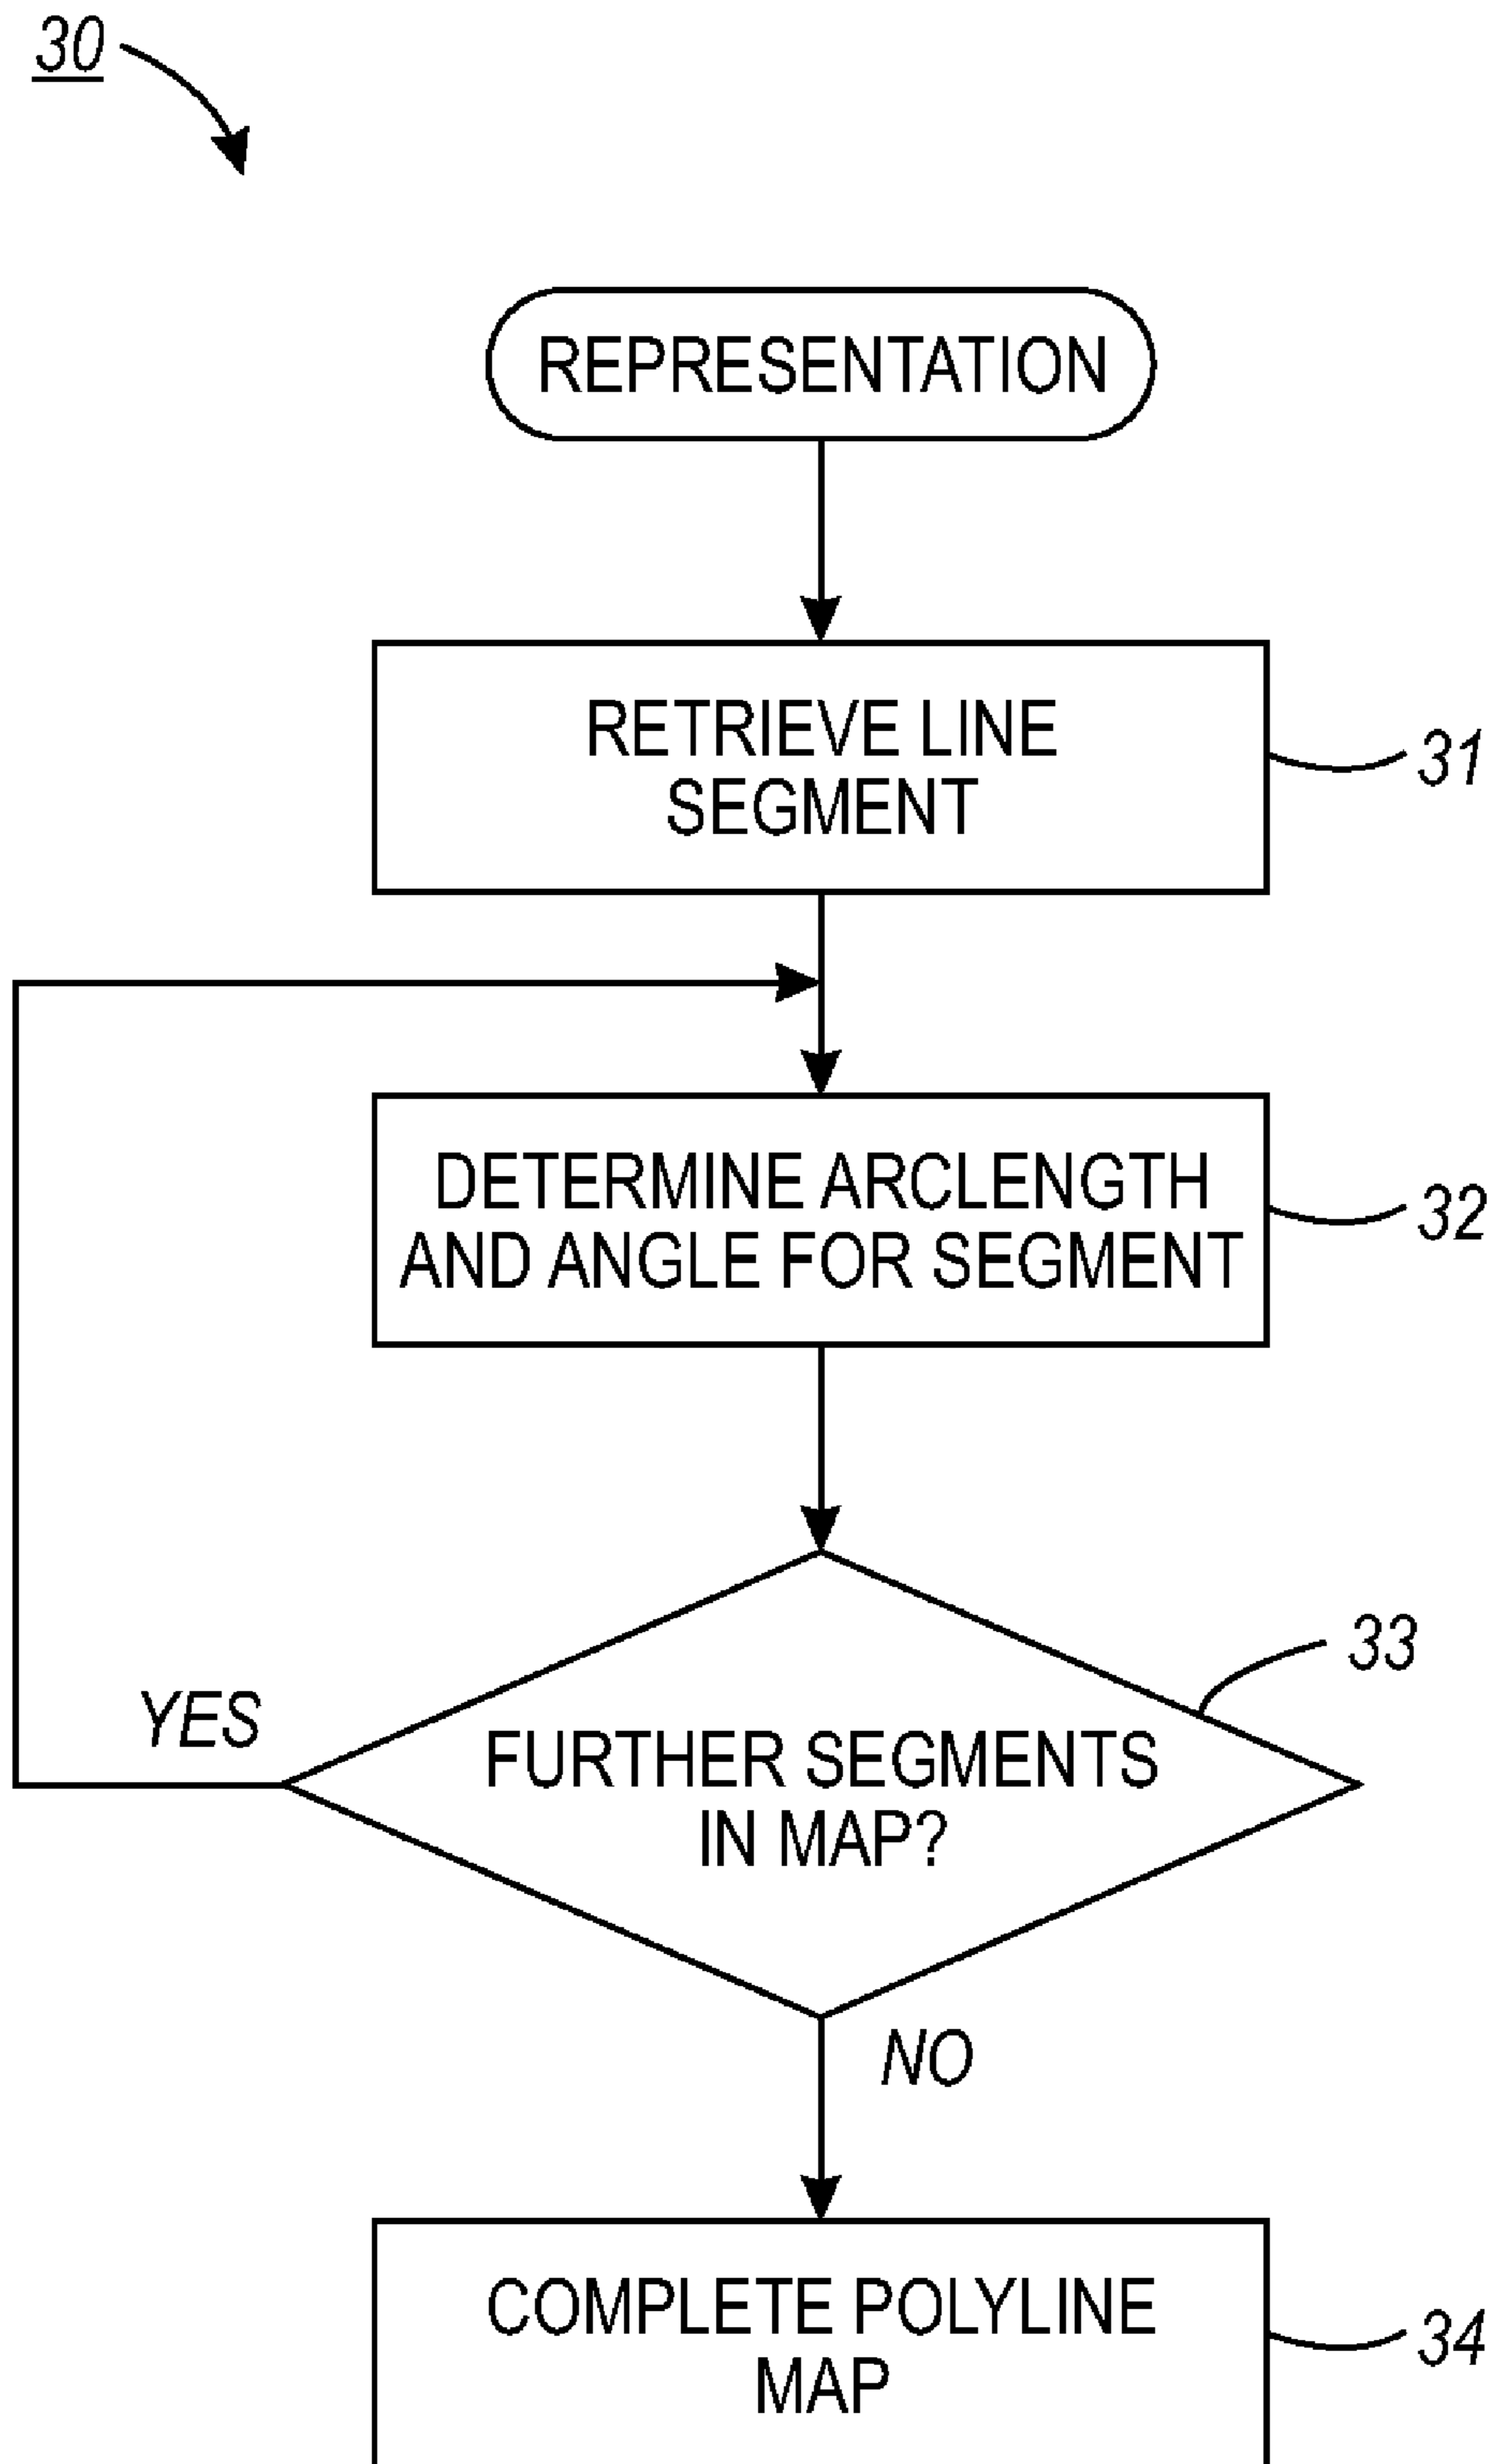 30
REPRESENTATION
RETRIEVE LINE
SEGMENT
31
DETERMINE ARCLENGTH
AND ANGLE FOR SEGMENT
32
33
YES
FURTHER SEGMENTS
IN MAP?
NO
COMPLETE POLYLINE
MAP
34